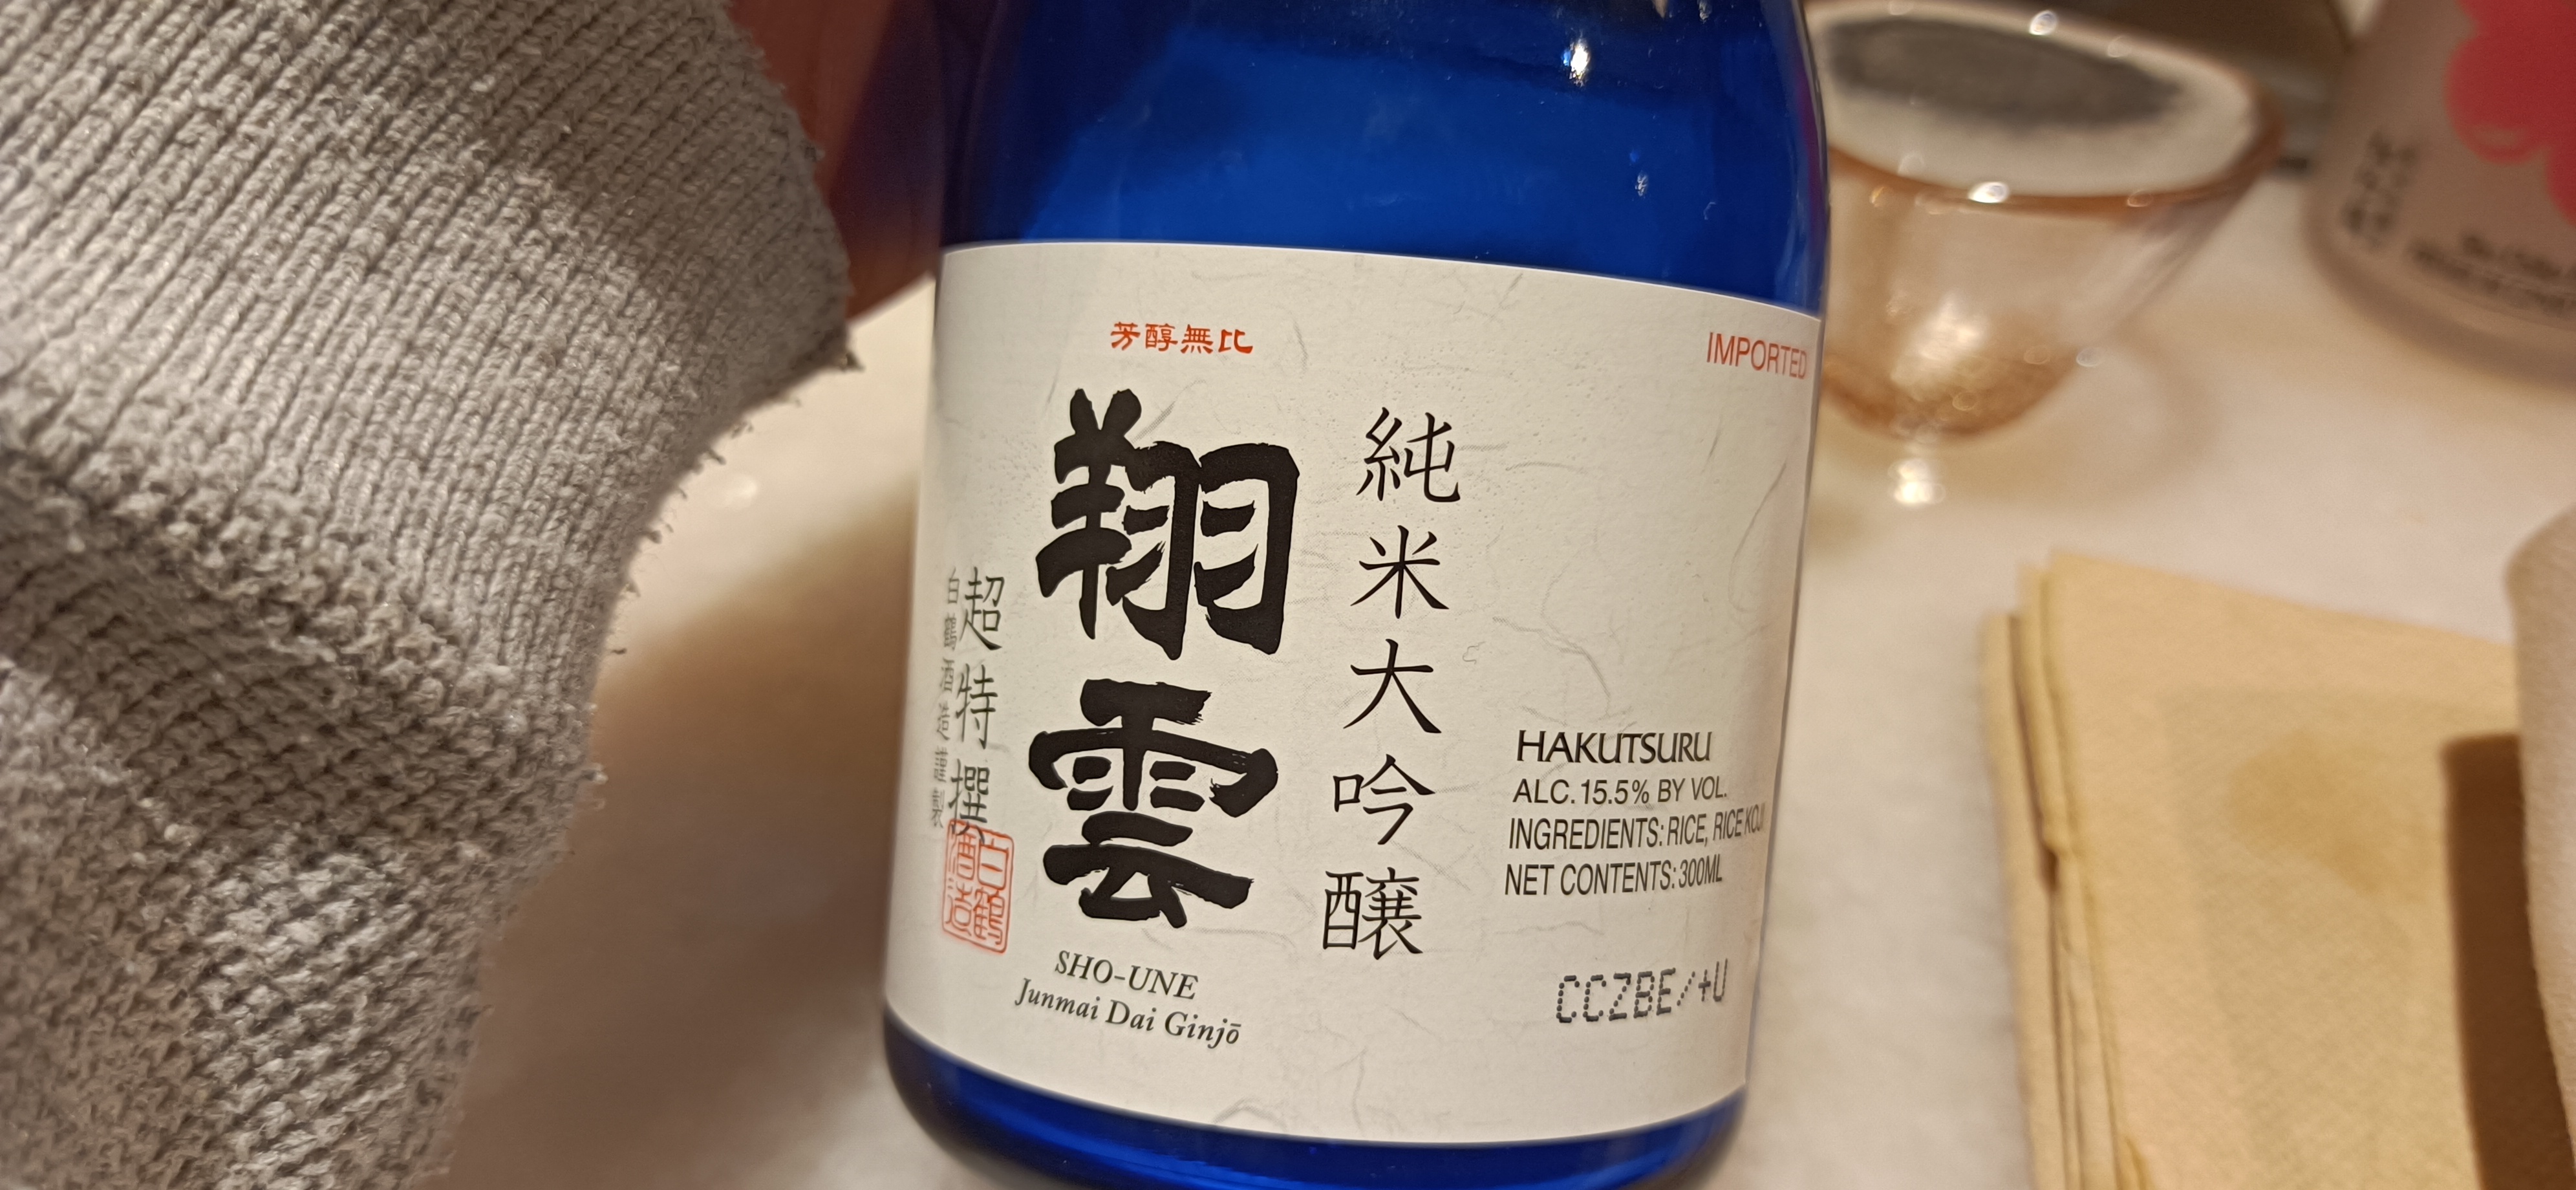 芳醇無比
IMPORTED
純米大吟醸
翔雲
超特撰
白鶴酒造謹製
白鶴
酒造
SHO-UNE
Junmai Dai Ginjō
HAKUTSURU
ALC. 15.5% BY VOL.
INGREDIENTS: RICE, RICE KOJI
NET CONTENTS: 300ML
CCZBE/+U